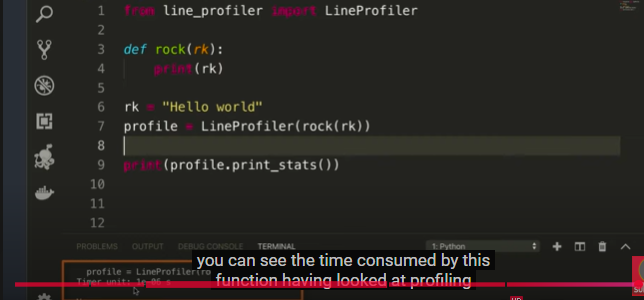 1 from line_profiler import LineProfiler
2
3 def rock(rk):
4 print(rk)
5
6 rk = "Hello world"
7 profile = LineProfiler(rock(rk))
8
9 print(profile.print_stats())
10
11
12
PROBLEMS OUTPUT DEBUG CONSOLE TERMINAL 1: Python
you can see the time consumed by this
profile = LineProfiler(ro
function having looked at profiling
Timer unit: 1e-05 s